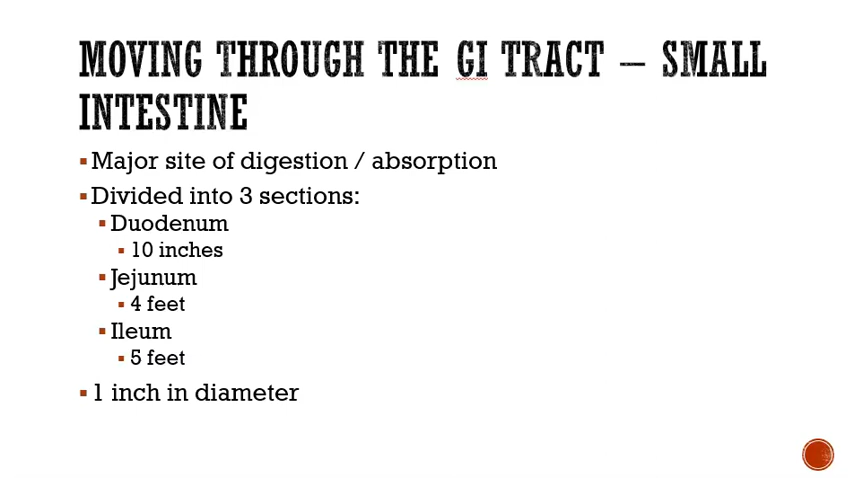 MOVING THROUGH THE GI TRACT – SMALL
INTESTINE
▪ Major site of digestion / absorption
▪ Divided into 3 sections:
▪ Duodenum
▪ 10 inches
▪ Jejunum
▪ 4 feet
▪ Ileum
▪ 5 feet
▪ 1 inch in diameter